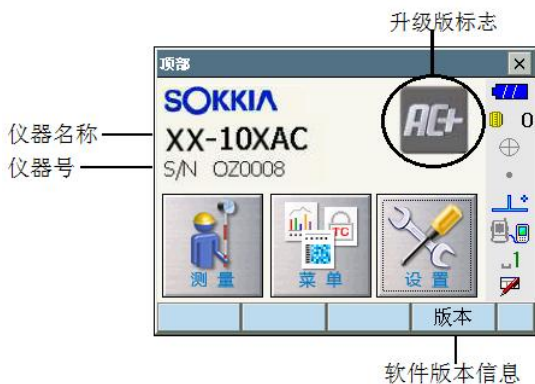 升级版标志
顶部
SOKKIA
AC+
0
仪器名称
XX-10XAC
仪器号
S/N OZ0008
TC
1
测量
菜单
设置
版本
软件版本信息